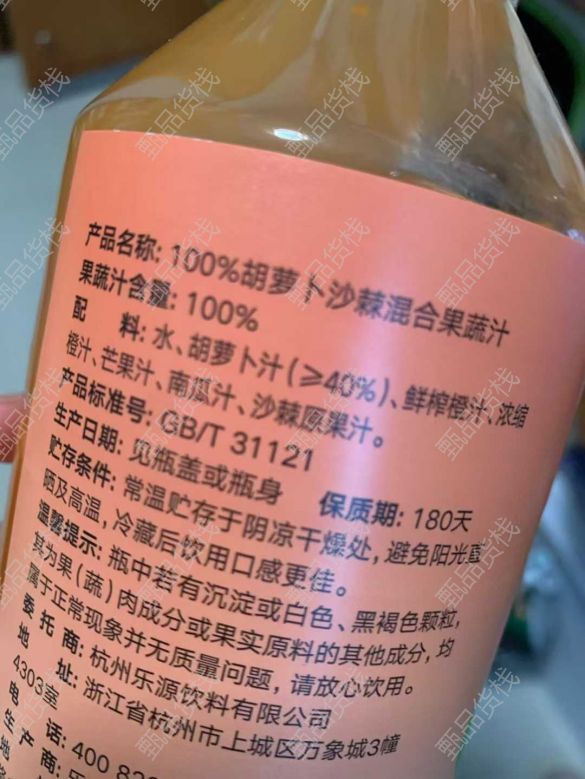 产品名称: 100%胡萝卜沙棘混合果蔬汁
果蔬汁含量: 100%
配 料: 水、胡萝卜汁(≥40%)、鲜榨橙汁、浓缩
橙汁、芒果汁、南瓜汁、沙棘原果汁。
产品标准号: GB/T 31121
生产日期: 见瓶盖或瓶身 保质期: 180天
贮存条件: 常温贮存于阴凉干燥处, 避免阳光直
晒及高温, 冷藏后饮用口感更佳。
温馨提示: 瓶中若有沉淀或白色、黑褐色颗粒,
其为果(蔬)肉成分或果实原料的其他成分, 均
属于正常现象并无质量问题, 请放心饮用。
委 托 商: 杭州乐源饮料有限公司
地 址: 浙江省杭州市上城区万象城3幢
4303室
电 话: 400
生 产 商:
甄品货栈